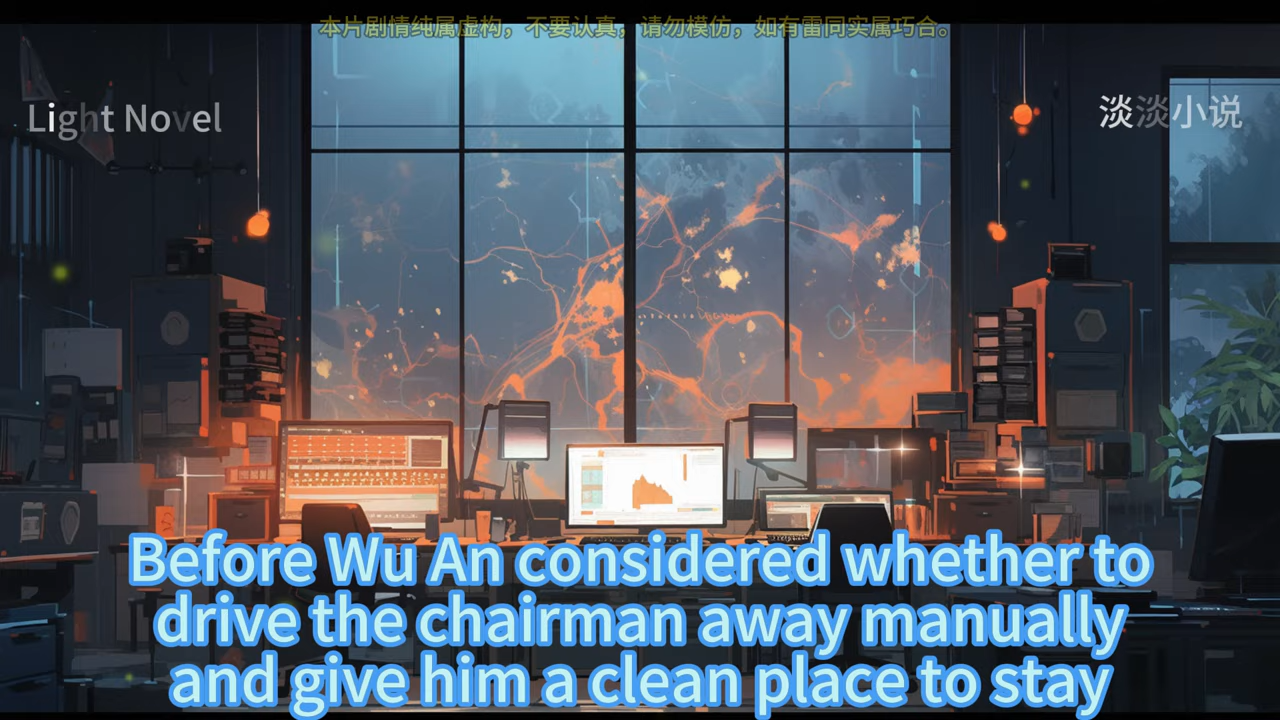 本片剧情纯属虚构，不要认真，请勿模仿，如有雷同实属巧合。
Light Novel
淡淡小说
Before Wu An considered whether to
drive the chairman away manually
and give him a clean place to stay